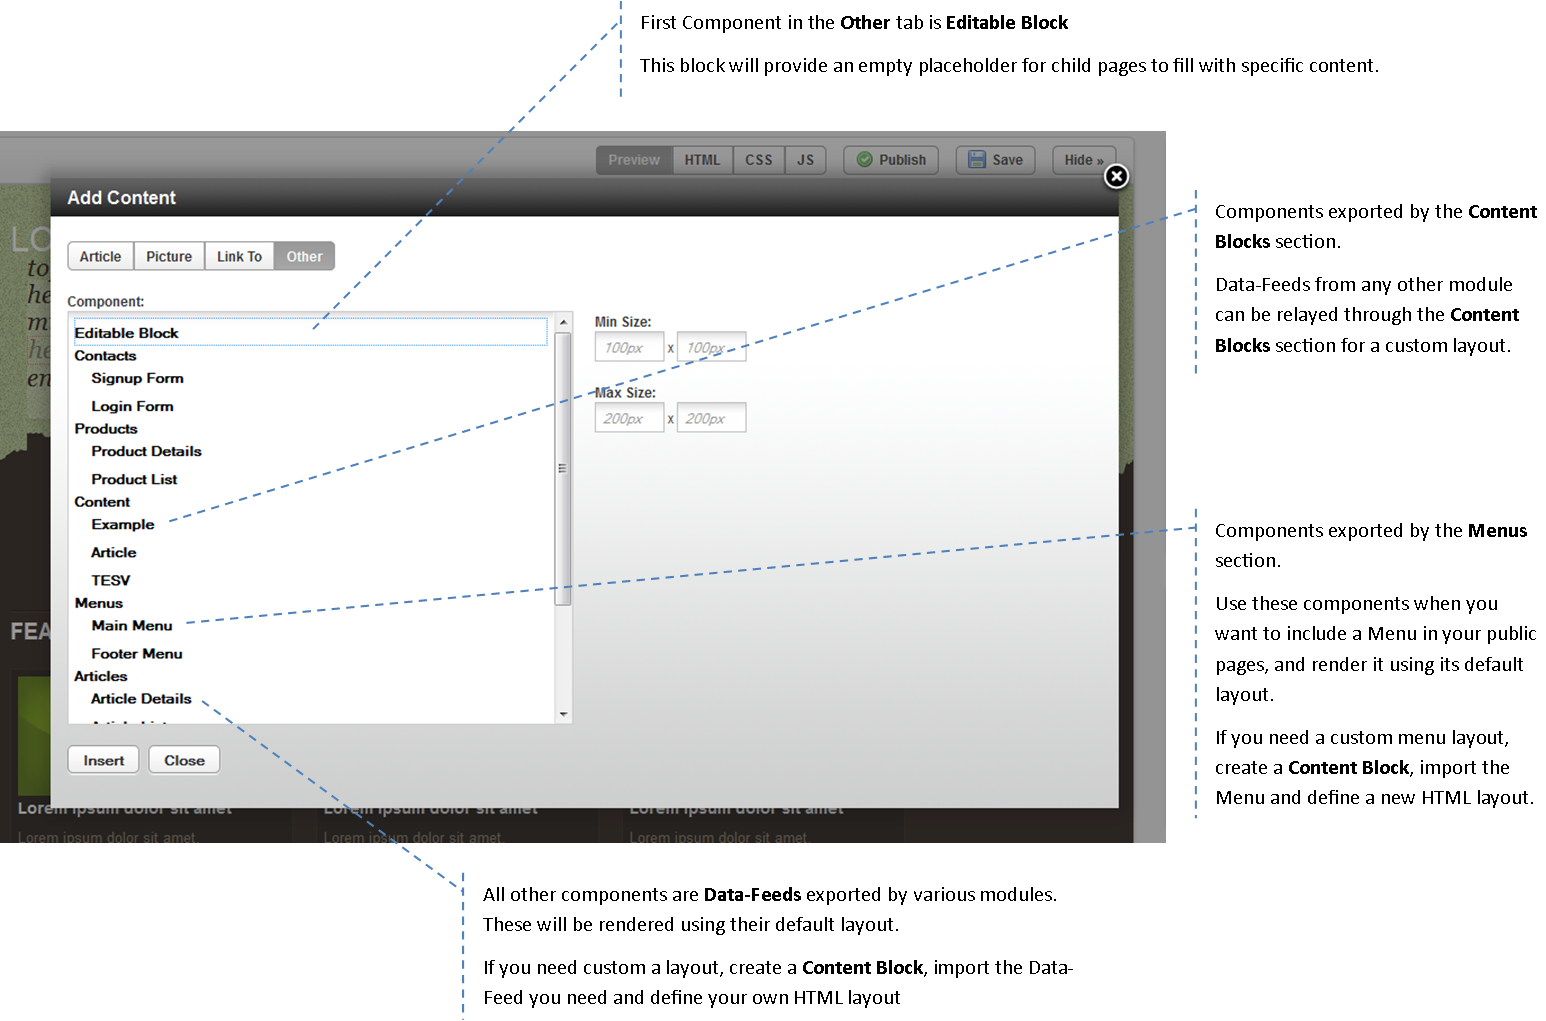 First Component in the Other tab is Editable Block
This block will provide an empty placeholder for child pages to fill with specific content.
Preview HTML CSS JS Publish Save Hide »
Add Content
LO
to
he
m
he
en
Article Picture Link To Other
Component:
Editable Block
Contacts
Signup Form
Login Form
Products
Product Details
Product List
Content
Example
Article
TESV
Menus
Main Menu
Footer Menu
Articles
Article Details
Min Size:
100px x 100px
Max Size:
200px x 200px
Insert Close
FEA
Lorem ipsum dolor sit amet Lorem ipsum dolor sit amet Lorem ipsum dolor sit amet
Lorem ipsum dolor sit amet. Lorem ipsum dolor sit amet. Lorem ipsum dolor sit amet.
Components exported by the Content
Blocks section.
Data-Feeds from any other module
can be relayed through the Content
Blocks section for a custom layout.
Components exported by the Menus
section.
Use these components when you
want to include a Menu in your public
pages, and render it using its default
layout.
If you need a custom menu layout,
create a Content Block, import the
Menu and define a new HTML layout.
All other components are Data-Feeds exported by various modules.
These will be rendered using their default layout.
If you need custom a layout, create a Content Block, import the Data-
Feed you need and define your own HTML layout